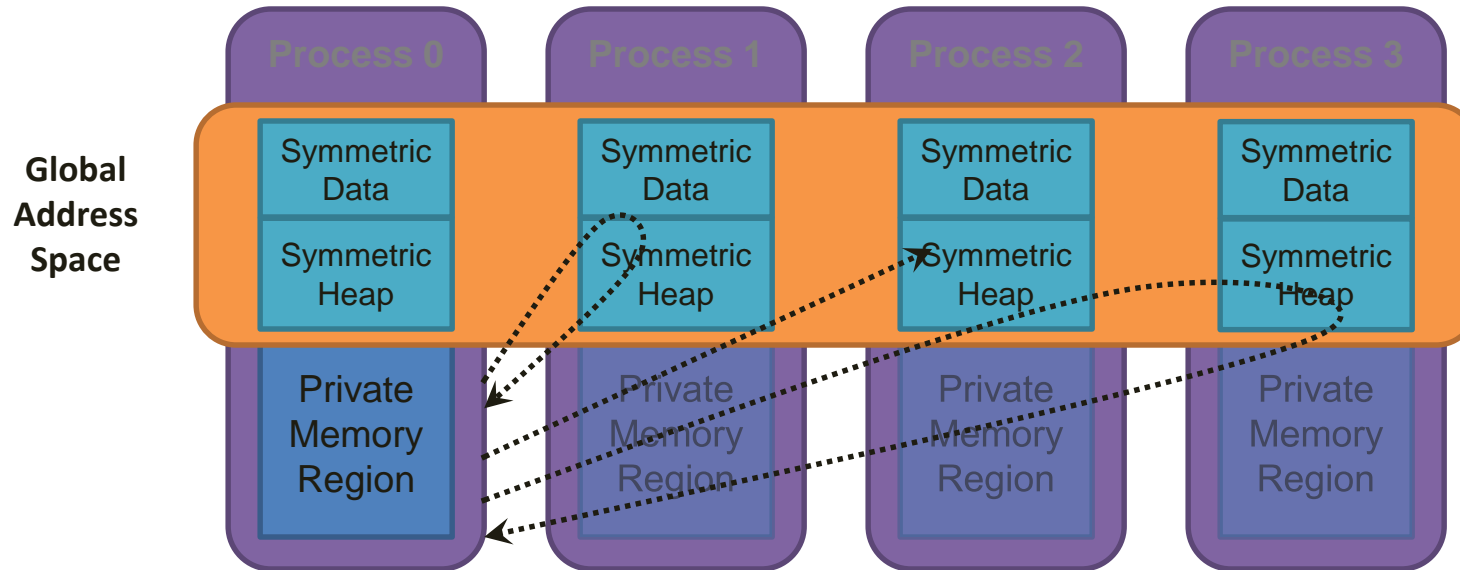 Process 0
Process 1
Process 2
Process 3
Global
Address
Space
Symmetric
Data
Symmetric
Data
Symmetric
Data
Symmetric
Data
Symmetric
Heap
Symmetric
Heap
Symmetric
Heap
Symmetric
Heap
Private
Memory
Region
Private
Memory
Region
Private
Memory
Region
Private
Memory
Region